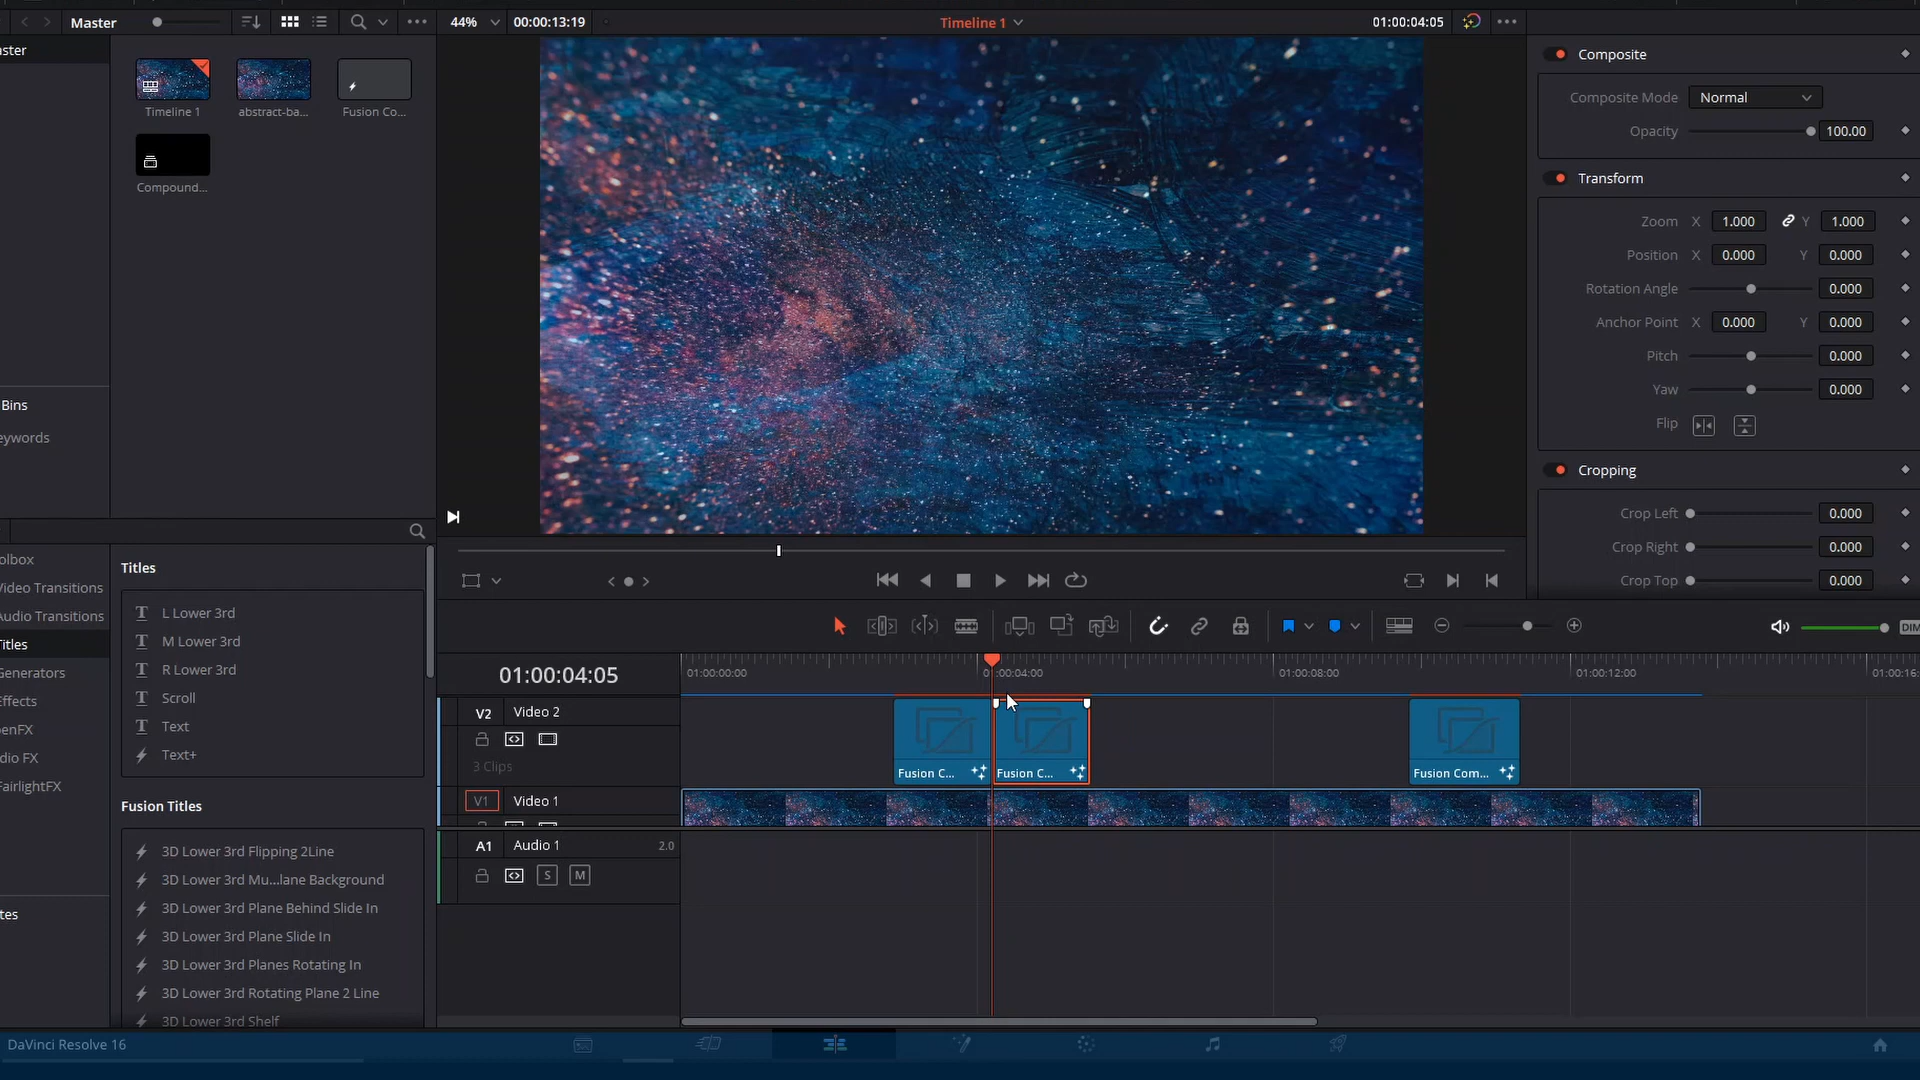 Master
44%
00:00:13:19
Timeline 1
01:00:04:05
ster
Timeline 1
abstract-ba...
Fusion Co...
Compound...
Bins
eywords
Composite
Composite Mode
Normal
Opacity
100.00
Transform
Zoom X 1.000 Y 1.000
Position X 0.000 Y 0.000
Rotation Angle 0.000
Anchor Point X 0.000 Y 0.000
Pitch 0.000
Yaw 0.000
Flip
Cropping
Crop Left 0.000
Crop Right 0.000
Crop Top 0.000
olbox
Video Transitions
Audio Transitions
Titles
Generators
Effects
enFX
dio FX
FairlightFX
tes
Titles
L Lower 3rd
M Lower 3rd
R Lower 3rd
Scroll
Text
Text+
Fusion Titles
3D Lower 3rd Flipping 2Line
3D Lower 3rd Mu...lane Background
3D Lower 3rd Plane Behind Slide In
3D Lower 3rd Plane Slide In
3D Lower 3rd Planes Rotating In
3D Lower 3rd Rotating Plane 2 Line
3D Lower 3rd Shelf
DIM
01:00:04:05
01:00:00:00
01:00:04:00
01:00:08:00
01:00:12:00
01:00:16:
V2 Video 2
3 Clips
Fusion C...
Fusion C...
Fusion Com...
V1 Video 1
A1 Audio 1 2.0
S M
DaVinci Resolve 16